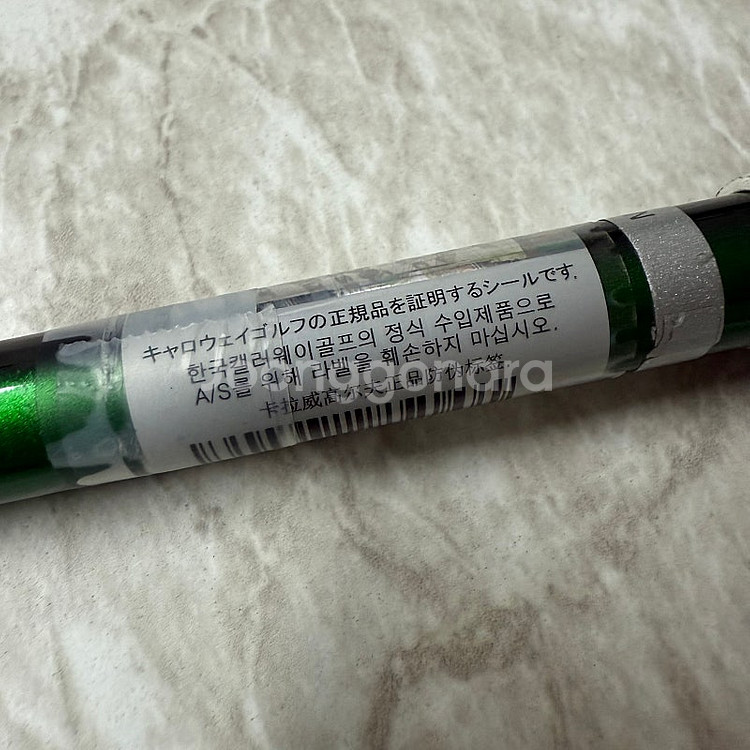 キャロウェイゴルフの正規品を証明するシールです.
한국캘러웨이골프의 정식 수입제품으로
A/S를 위해 라벨을 훼손하지 마십시오.
卡拉威高尔夫正品防伪标签
N